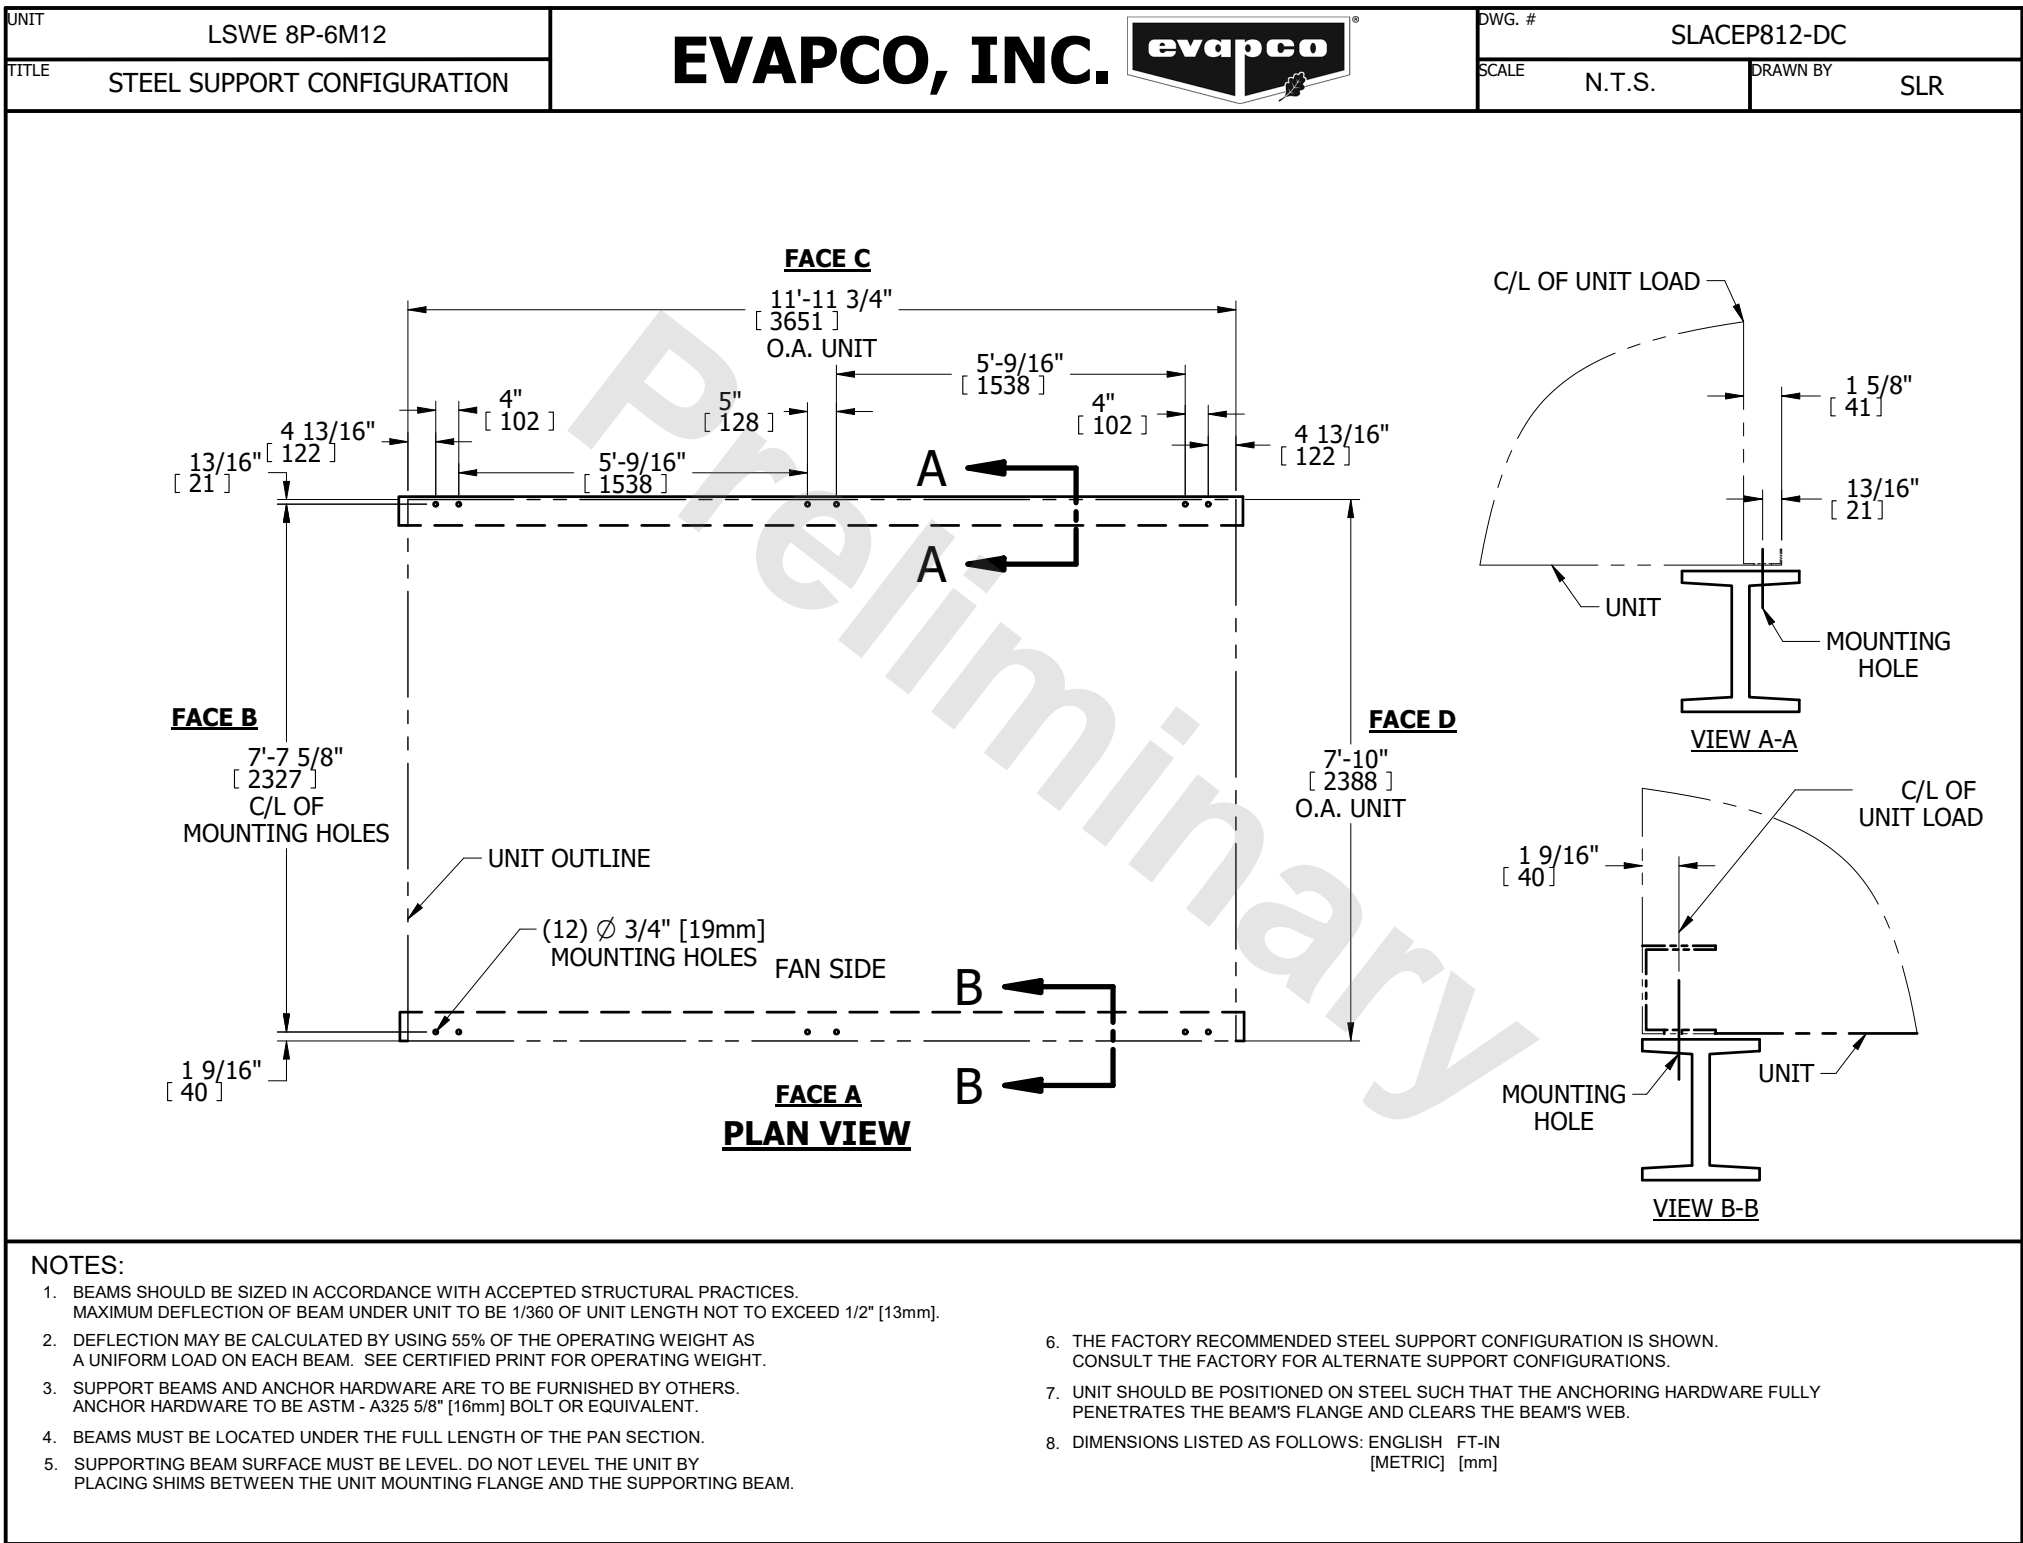 UNIT
LSWE 8P-6M12
TITLE
STEEL SUPPORT CONFIGURATION
EVAPCO, INC.
evapco
®
DWG. #
SLACEP812-DC
SCALE
N.T.S.
DRAWN BY
SLR
FACE C
11'-11 3/4"
[ 3651 ]
O.A. UNIT
5'-9/16"
[ 1538 ]
4"
[ 102 ]
5"
[ 128 ]
4"
[ 102 ]
4 13/16"
[ 122 ]
13/16"
[ 21 ]
5'-9/16"
[ 1538 ]
4 13/16"
[ 122 ]
A
A
FACE B
7'-7 5/8"
[ 2327 ]
C/L OF
MOUNTING HOLES
FACE D
7'-10"
[ 2388 ]
O.A. UNIT
UNIT OUTLINE
(12) Ø 3/4" [19mm]
MOUNTING HOLES
FAN SIDE
B
B
1 9/16"
[ 40 ]
FACE A
PLAN VIEW
Preliminary
C/L OF UNIT LOAD
1 5/8"
[ 41]
13/16"
[ 21]
UNIT
MOUNTING
HOLE
VIEW A-A
C/L OF
UNIT LOAD
1 9/16"
[ 40]
UNIT
MOUNTING
HOLE
VIEW B-B
NOTES:
1. BEAMS SHOULD BE SIZED IN ACCORDANCE WITH ACCEPTED STRUCTURAL PRACTICES.
MAXIMUM DEFLECTION OF BEAM UNDER UNIT TO BE 1/360 OF UNIT LENGTH NOT TO EXCEED 1/2" [13mm].
2. DEFLECTION MAY BE CALCULATED BY USING 55% OF THE OPERATING WEIGHT AS
A UNIFORM LOAD ON EACH BEAM. SEE CERTIFIED PRINT FOR OPERATING WEIGHT.
3. SUPPORT BEAMS AND ANCHOR HARDWARE ARE TO BE FURNISHED BY OTHERS.
ANCHOR HARDWARE TO BE ASTM - A325 5/8" [16mm] BOLT OR EQUIVALENT.
4. BEAMS MUST BE LOCATED UNDER THE FULL LENGTH OF THE PAN SECTION.
5. SUPPORTING BEAM SURFACE MUST BE LEVEL. DO NOT LEVEL THE UNIT BY
PLACING SHIMS BETWEEN THE UNIT MOUNTING FLANGE AND THE SUPPORTING BEAM.
6. THE FACTORY RECOMMENDED STEEL SUPPORT CONFIGURATION IS SHOWN.
CONSULT THE FACTORY FOR ALTERNATE SUPPORT CONFIGURATIONS.
7. UNIT SHOULD BE POSITIONED ON STEEL SUCH THAT THE ANCHORING HARDWARE FULLY
PENETRATES THE BEAM'S FLANGE AND CLEARS THE BEAM'S WEB.
8. DIMENSIONS LISTED AS FOLLOWS: ENGLISH FT-IN
[METRIC] [mm]